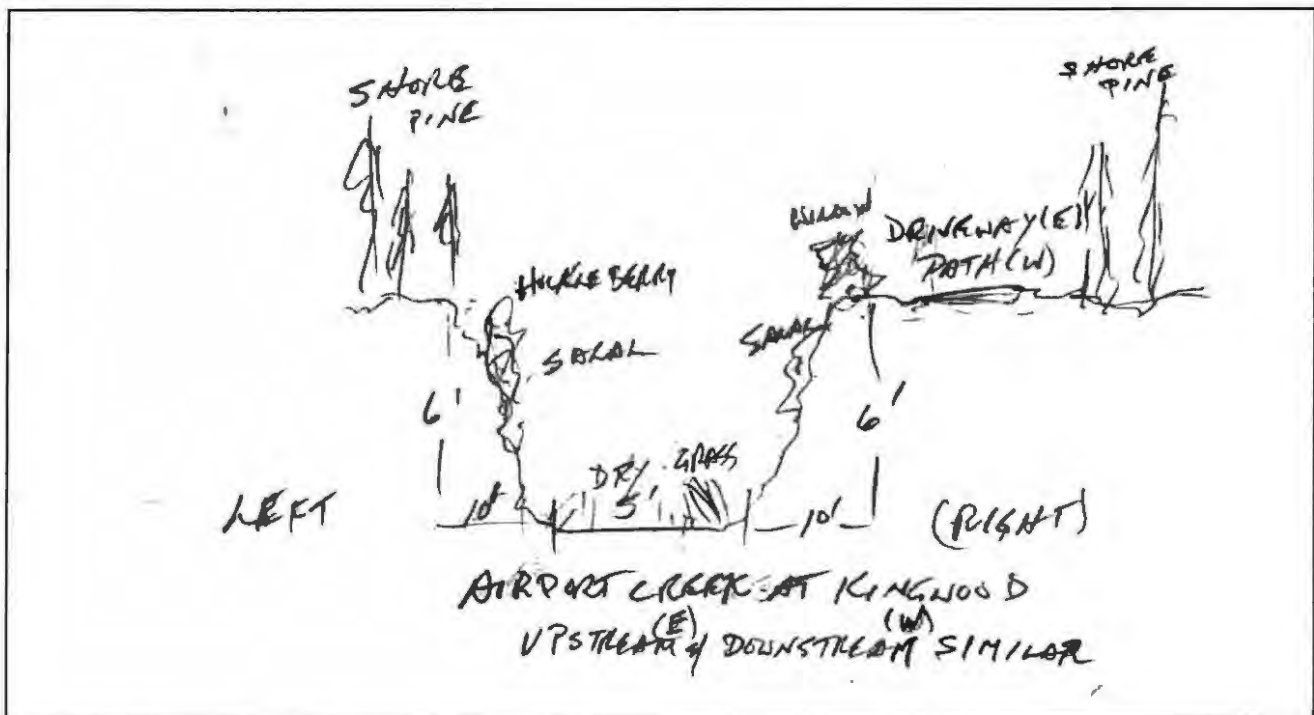 SHORE
PINE
SHORE
PINE
WILLOW
DRIVEWAY (E)
PATH (W)
HUCKLEBERRY
SALAL
SALAL
6'
6'
DRY GRASS
5'
10'
10'
LEFT
(RIGHT)
AIRPORT CREEK AT KINGWOOD
UPSTREAM (E) & DOWNSTREAM (W) SIMILAR